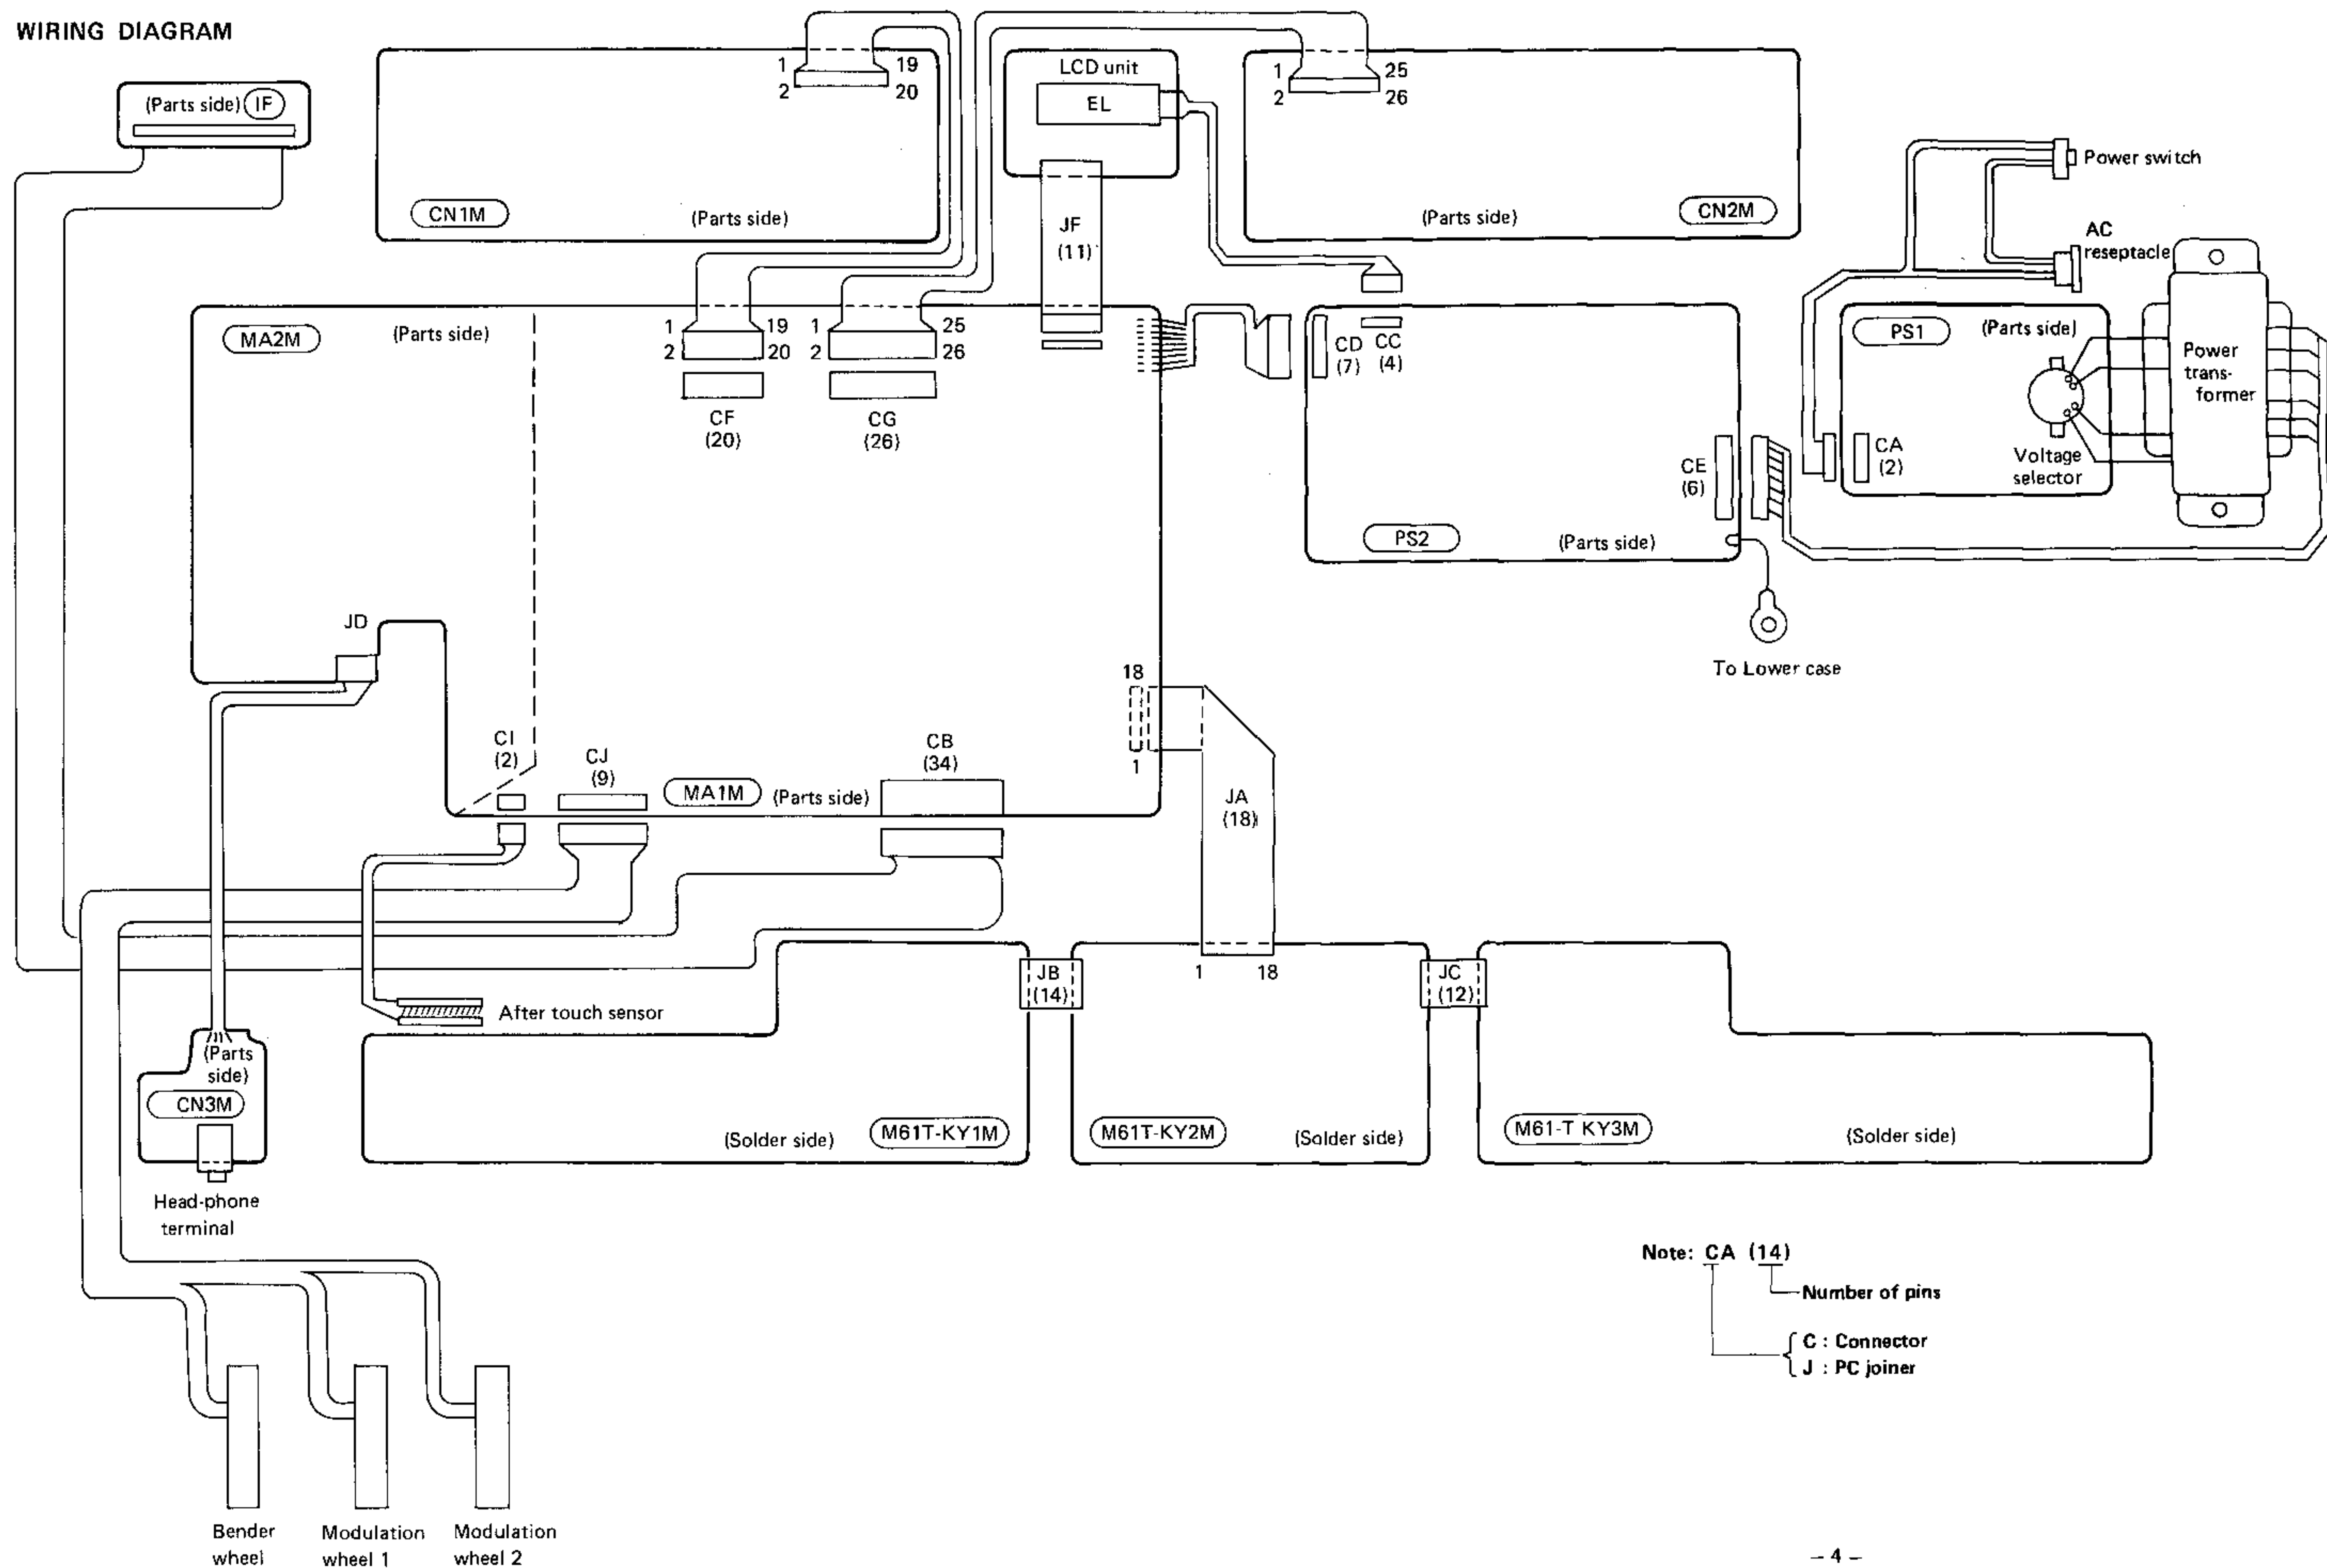 WIRING DIAGRAM
(Parts side) IF
1
19
2
20
CN1M
(Parts side)
LCD unit
EL
JF
(11)
1
25
2
26
(Parts side)
CN2M
Power switch
AC
reseptacle
MA2M
(Parts side)
1
19
2
20
CF
(20)
1
25
2
26
CG
(26)
CD
(7)
CC
(4)
CE
(6)
PS2
(Parts side)
To Lower case
PS1
(Parts side)
CA
(2)
Voltage
selector
Power
trans-
former
JD
CI
(2)
CJ
(9)
MA1M
(Parts side)
CB
(34)
18
1
JA
(18)
1
18
JB
(14)
JC
(12)
After touch sensor
(Parts
side)
CN3M
Head-phone
terminal
(Solder side)
M61T-KY1M
M61T-KY2M
(Solder side)
M61-T KY3M
(Solder side)
Note: CA (14)
Number of pins
C : Connector
J : PC joiner
Bender
wheel
Modulation
wheel 1
Modulation
wheel 2
– 4 –